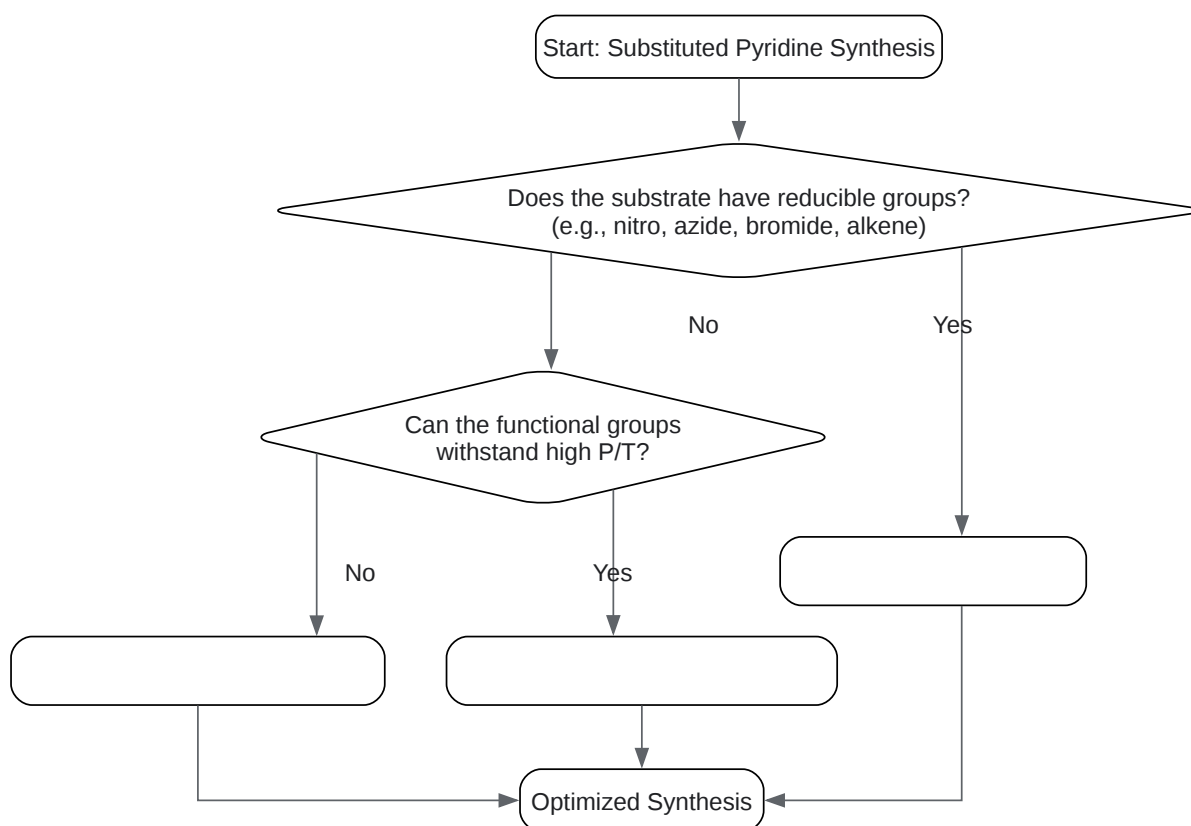 Start: Substituted Pyridine Synthesis
Does the substrate have reducible groups?
(e.g., nitro, azide, bromide, alkene)
No
Yes
Can the functional groups
withstand high P/T?
No
Yes
Optimized Synthesis